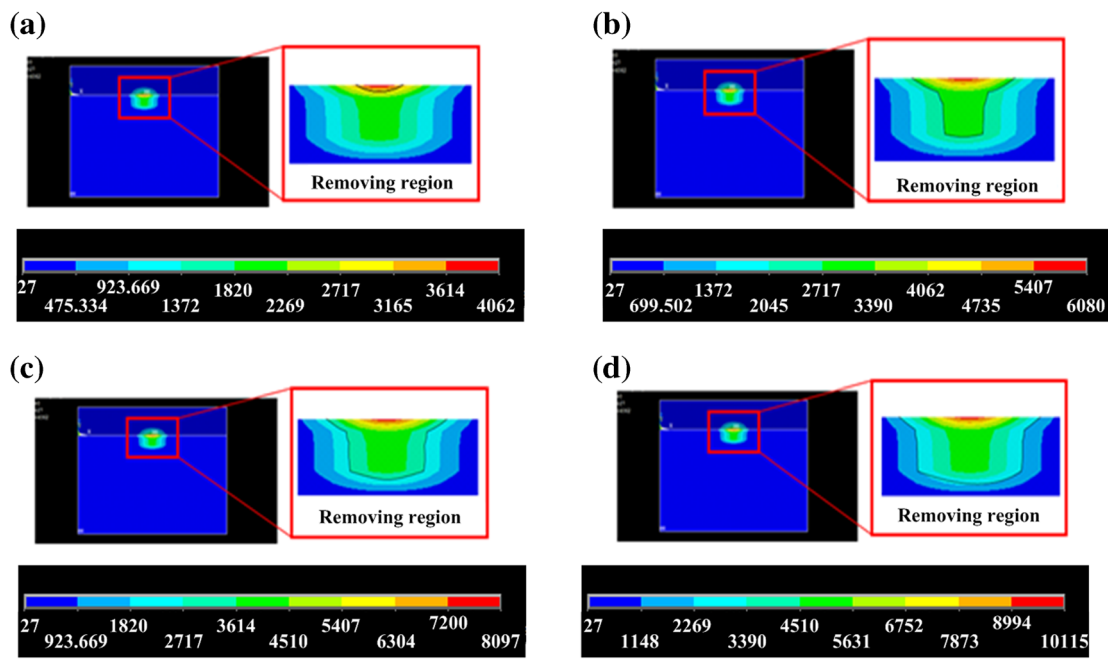 (a)
Removing region
27 923.669 1820 2717 3614
475.334 1372 2269 3165 4062
(b)
Removing region
27 1372 2717 4062 5407
699.502 2045 3390 4735 6080
(c)
Removing region
27 1820 3614 5407 7200
923.669 2717 4510 6304 8097
(d)
Removing region
27 2269 4510 6752 8994
1148 3390 5631 7873 10115